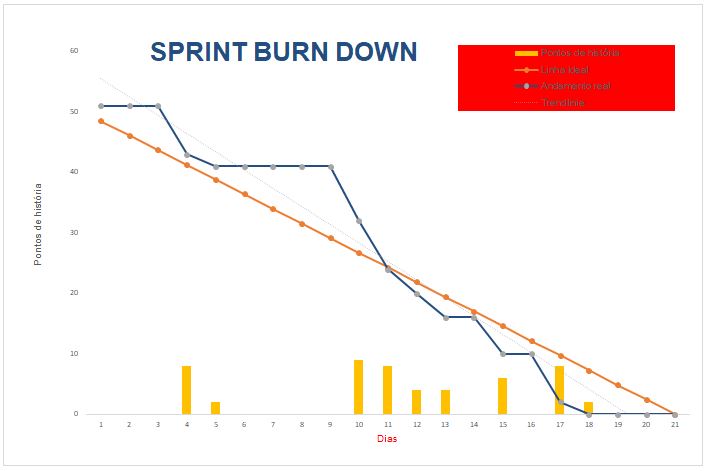 SPRINT BURN DOWN
Pontos de história
Linha Ideal
Andamento real
Trendlinie
60
50
40
30
20
10
0
Pontos de história
1 2 3 4 5 6 7 8 9 10 11 12 13 14 15 16 17 18 19 20 21
Dias